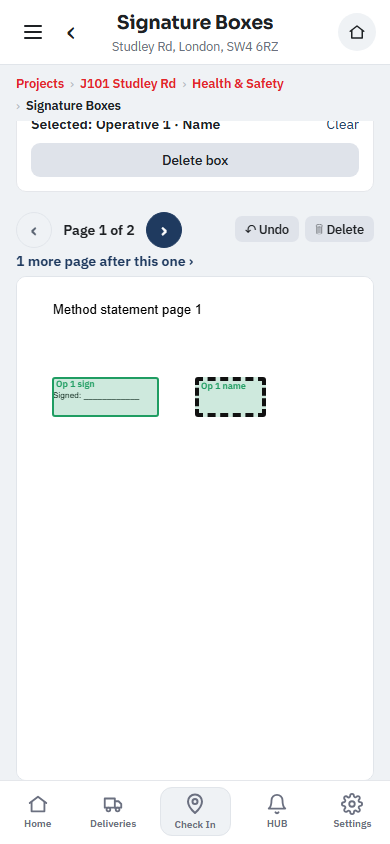 Signature Boxes
Studley Rd, London, SW4 6RZ
Projects › J101 Studley Rd › Health & Safety
› Signature Boxes
Selected: Operative 1 · Name
Clear
Delete box
‹ Page 1 of 2 ›
Undo
Delete
1 more page after this one ›
Method statement page 1
Op 1 sign
Signed: ______________
Op 1 name
Home
Deliveries
Check In
HUB
Settings